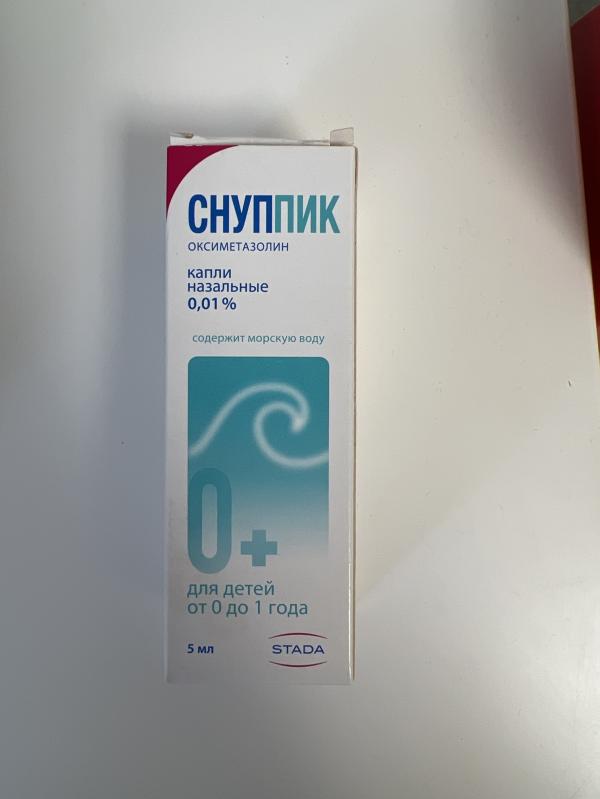 СНУППИК
ОКСИМЕТАЗОЛИН
капли
назальные
0,01%
содержит морскую воду
0+
для детей
от 0 до 1 года
5 мл
STADA